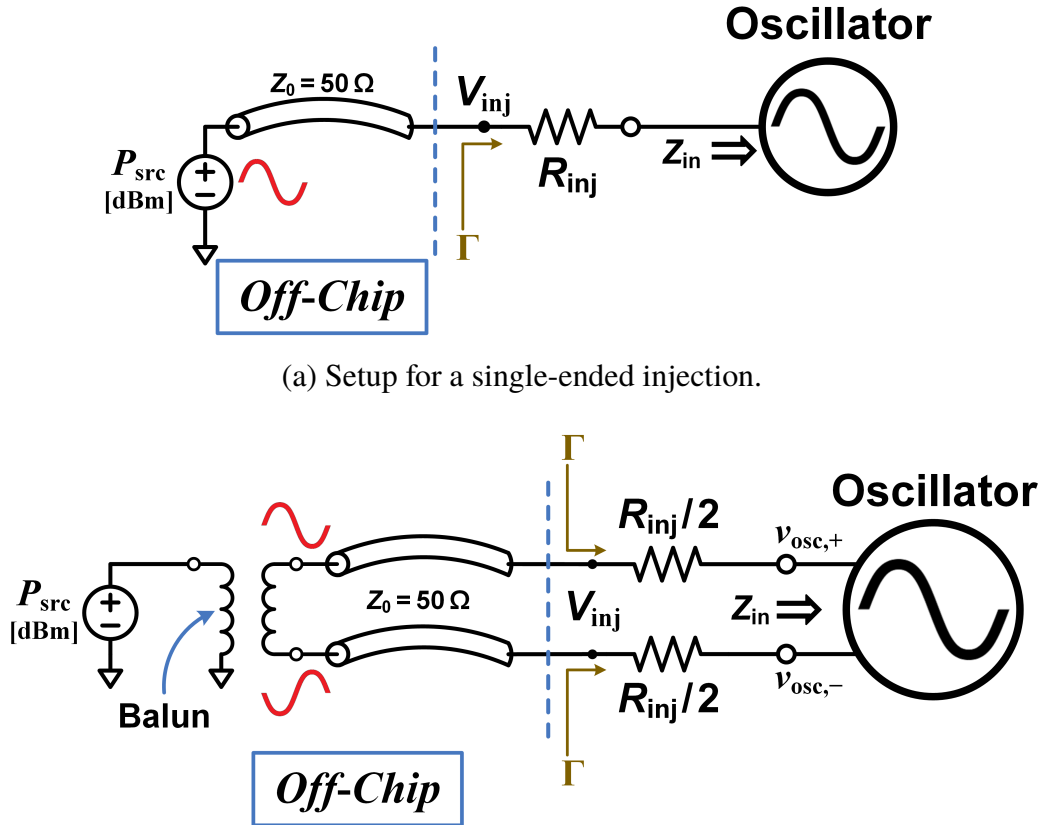 Oscillator
Z0 = 50 Ω
Vinj
Psrc
[dBm]
+
−
Rinj
Zin ⇒
Γ
Off-Chip
(a) Setup for a single-ended injection.
Γ
Oscillator
Rinj/2
vosc,+
Psrc
[dBm]
+
−
Z0 = 50 Ω
Vinj
Zin ⇒
Rinj/2
vosc,−
Balun
Γ
Off-Chip